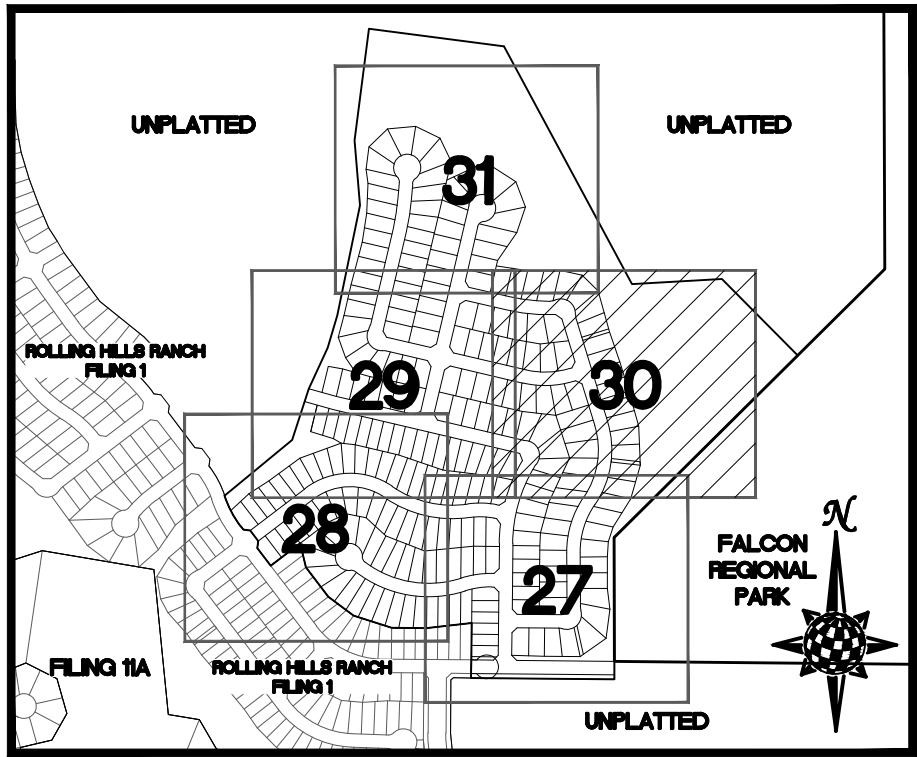 UNPLATTED
UNPLATTED
31
ROLLING HILLS RANCH
FILING 1
29
30
28
N
FALCON
REGIONAL
PARK
27
FILING 11A
ROLLING HILLS RANCH
FILING 1
UNPLATTED